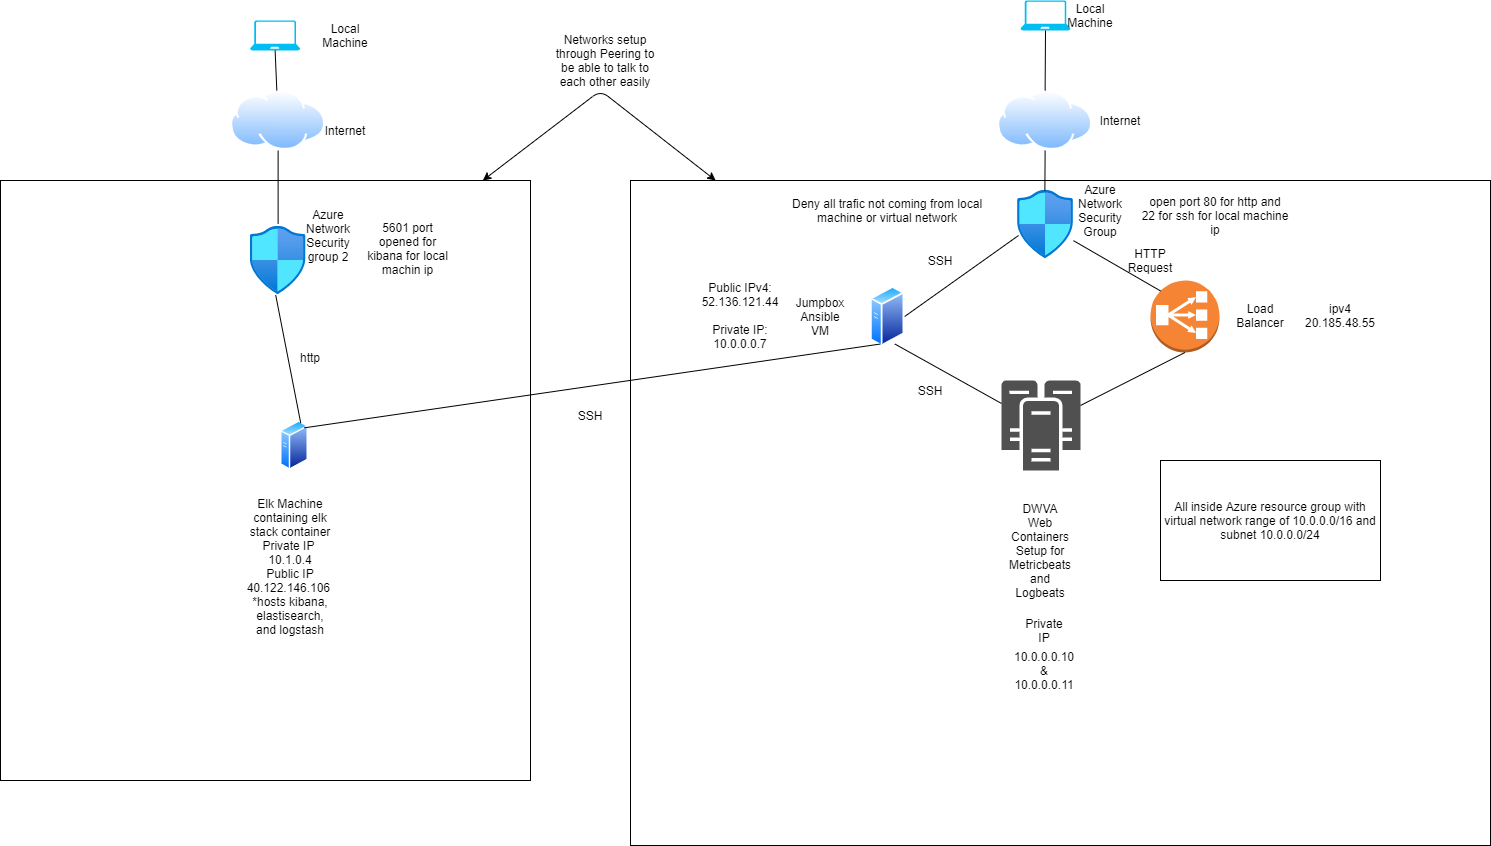 Local
Machine
Internet
Networks setup
through Peering to
be able to talk to
each other easily
Local
Machine
Internet
Azure
Network
Security
group 2
5601 port
opened for
kibana for local
machin ip
http
Elk Machine
containing elk
stack container
Private IP
10.1.0.4
Public IP
40.122.146.106
*hosts kibana,
elastisearch,
and logstash
SSH
Deny all trafic not coming from local
machine or virtual network
Azure
Network
Security
Group
open port 80 for http and
22 for ssh for local machine
ip
SSH
HTTP
Request
Public IPv4:
52.136.121.44
Private IP:
10.0.0.0.7
Jumpbox
Ansible
VM
Load
Balancer
ipv4
20.185.48.55
SSH
DWVA
Web
Containers
Setup for
Metricbeats
and
Logbeats
Private
IP
10.0.0.0.10
&
10.0.0.0.11
All inside Azure resource group with
virtual network range of 10.0.0.0/16 and
subnet 10.0.0.0/24